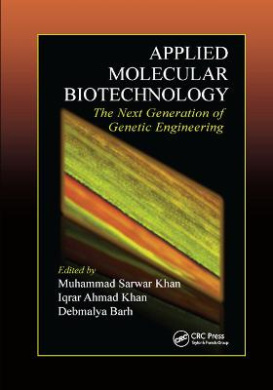 APPLIED
MOLECULAR
BIOTECHNOLOGY
The Next Generation of
Genetic Engineering
Edited by
Muhammad Sarwar Khan
Iqrar Ahmad Khan
Debmalya Barh
CRC Press
Taylor & Francis Group